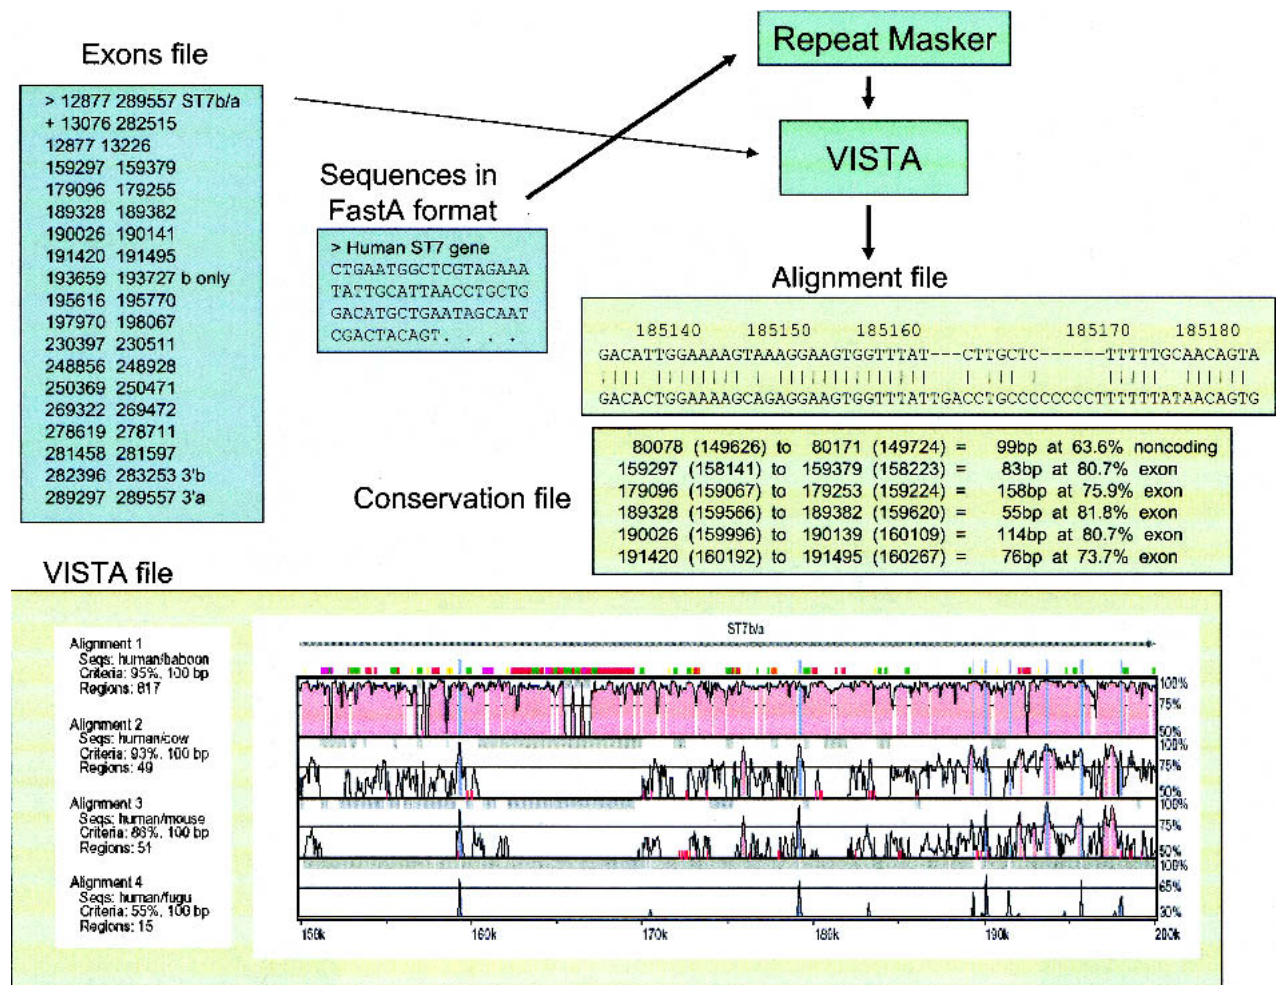 Repeat Masker
Exons file
> 12877 289557 ST7b/a
+ 13076 282515
12877 13226
159297 159379
179096 179255
189328 189382
190026 190141
191420 191495
193659 193727 b only
195616 195770
197970 198067
230397 230511
248856 248928
250369 250471
269322 269472
278619 278711
281458 281597
282396 283253 3'b
289297 289557 3'a
VISTA
Sequences in
FastA format
> Human ST7 gene
CTGAATGGCTCGTAGAAA
TATTGCATTAACCTGCTG
GACATGCTGAATAGCAAT
CGACTACAGT. . . .
Alignment file
185140 185150 185160 185170 185180
GACATTGGAAAAGTAAAGGAAGTGGTTTAT---CTTGCTC------TTTTTGCAACAGTA
GACACTGGAAAAGCAGAGGAAGTGGTTTATTGACCTGCCCCCCCCCTTTTTTATAACAGTG
Conservation file
80078 (149626) to 80171 (149724) = 99bp at 63.6% noncoding
159297 (158141) to 159379 (158223) = 83bp at 80.7% exon
179096 (159067) to 179253 (159224) = 158bp at 75.9% exon
189328 (159566) to 189382 (159620) = 55bp at 81.8% exon
190026 (159996) to 190139 (160109) = 114bp at 80.7% exon
191420 (160192) to 191495 (160267) = 76bp at 73.7% exon
VISTA file
ST7b/a
Alignment 1
Seqs: human/baboon
Criteria: 95%, 100 bp
Regions: 817
100%
75%
50%
Alignment 2
Seqs: human/cow
Criteria: 93%, 100 bp
Regions: 49
100%
75%
50%
Alignment 3
Seqs: human/mouse
Criteria: 86%, 100 bp
Regions: 51
100%
75%
50%
Alignment 4
Seqs: human/fugu
Criteria: 55%, 100 bp
Regions: 15
100%
65%
30%
150k 160k 170k 180k 190k 200k